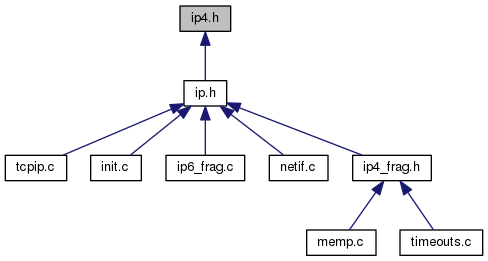 ip4.h
ip.h
tcpip.c
init.c
ip6_frag.c
netif.c
ip4_frag.h
memp.c
timeouts.c